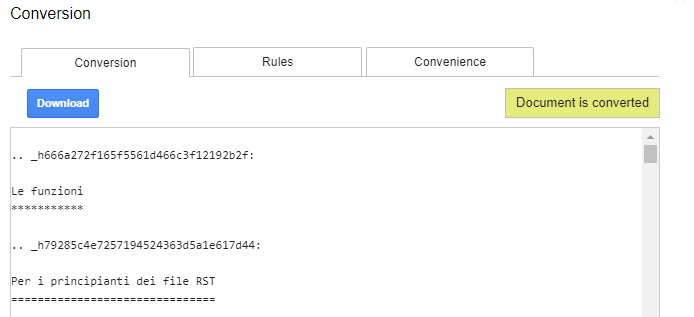 Conversion
Conversion Rules Convenience
Download Document is converted
.. _h666a272f165f5561d466c3f12192b2f:
Le funzioni
***********
.. _h79285c4e7257194524363d5a1e617d44:
Per i principianti dei file RST
===============================